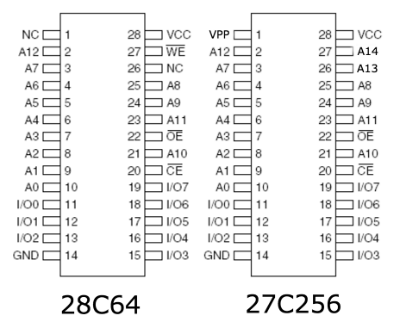 NC 1 28 VCC VPP 1 28 VCC
A12 2 27 WE A12 2 27 A14
A7 3 26 NC A7 3 26 A13
A6 4 25 A8 A6 4 25 A8
A5 5 24 A9 A5 5 24 A9
A4 6 23 A11 A4 6 23 A11
A3 7 22 OE A3 7 22 OE
A2 8 21 A10 A2 8 21 A10
A1 9 20 CE A1 9 20 CE
A0 10 19 I/O7 A0 10 19 I/O7
I/O0 11 18 I/O6 I/O0 11 18 I/O6
I/O1 12 17 I/O5 I/O1 12 17 I/O5
I/O2 13 16 I/O4 I/O2 13 16 I/O4
GND 14 15 I/O3 GND 14 15 I/O3
28C64 27C256